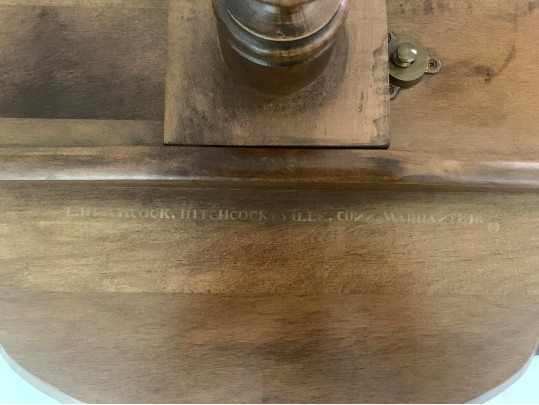 L. HITCHCOCK. HITCHCOCKSVILLE. CONN. WARRANTED.